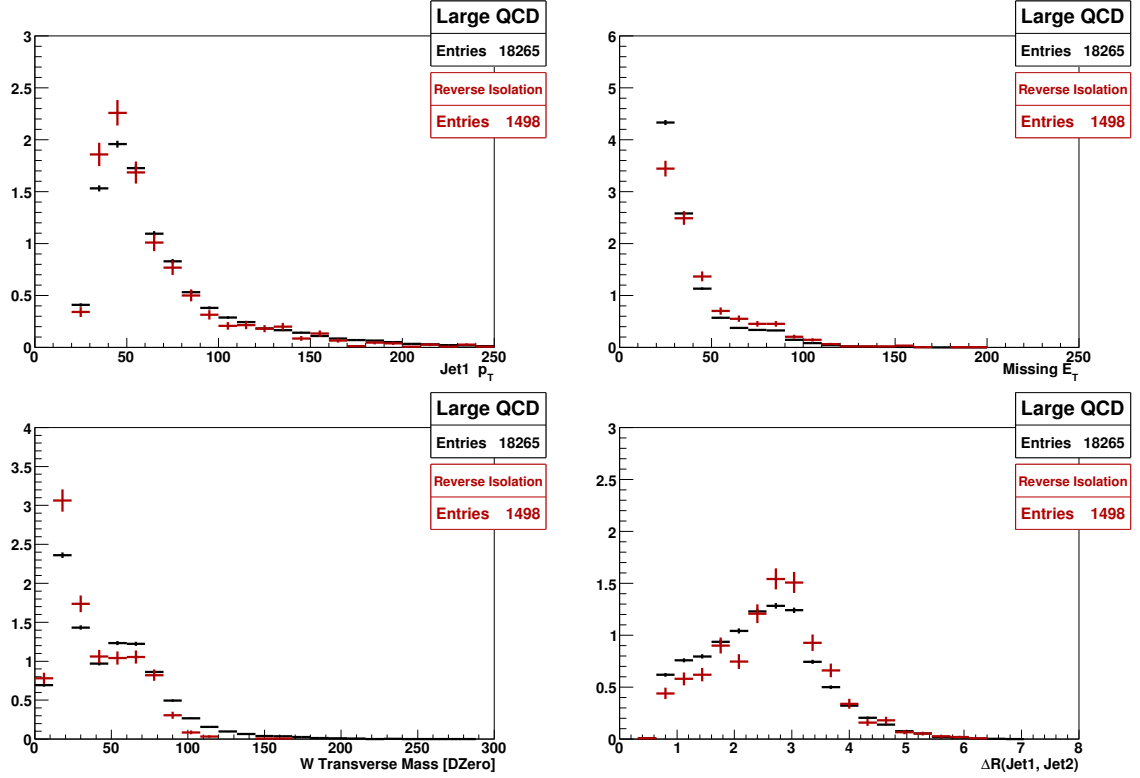 Large QCD
Entries 18265
Reverse Isolation
Entries 1498
3
2.5
2
1.5
1
0.5
0
0 50 100 150 200 250
Jet1 p_T
Large QCD
Entries 18265
Reverse Isolation
Entries 1498
6
5
4
3
2
1
0
0 50 100 150 200 250
Missing E_T
Large QCD
Entries 18265
Reverse Isolation
Entries 1498
4
3.5
3
2.5
2
1.5
1
0.5
0
0 50 100 150 200 250 300
W Transverse Mass [DZero]
Large QCD
Entries 18265
Reverse Isolation
Entries 1498
3
2.5
2
1.5
1
0.5
0
0 1 2 3 4 5 6 7 8
ΔR(Jet1, Jet2)